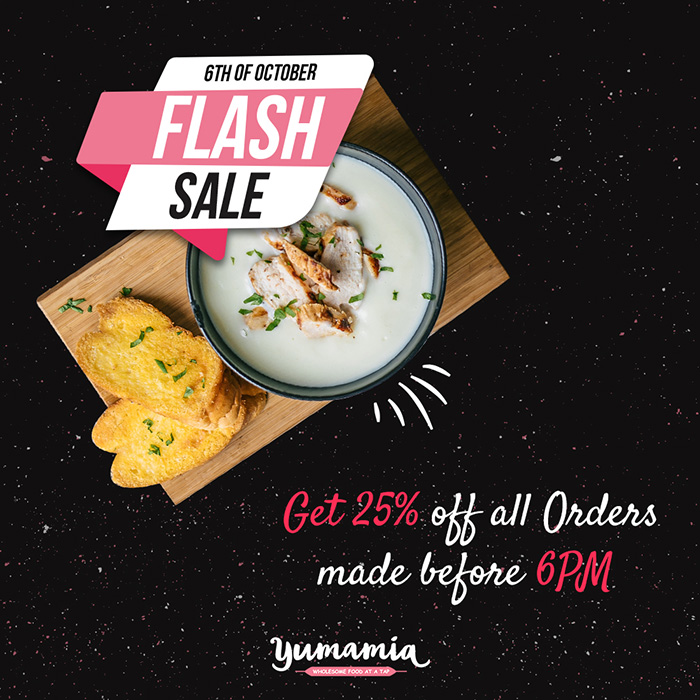 6TH OF OCTOBER
FLASH
SALE
Get 25% off all Orders
made before 6PM
yumamia
WHOLESOME FOOD AT A TAP